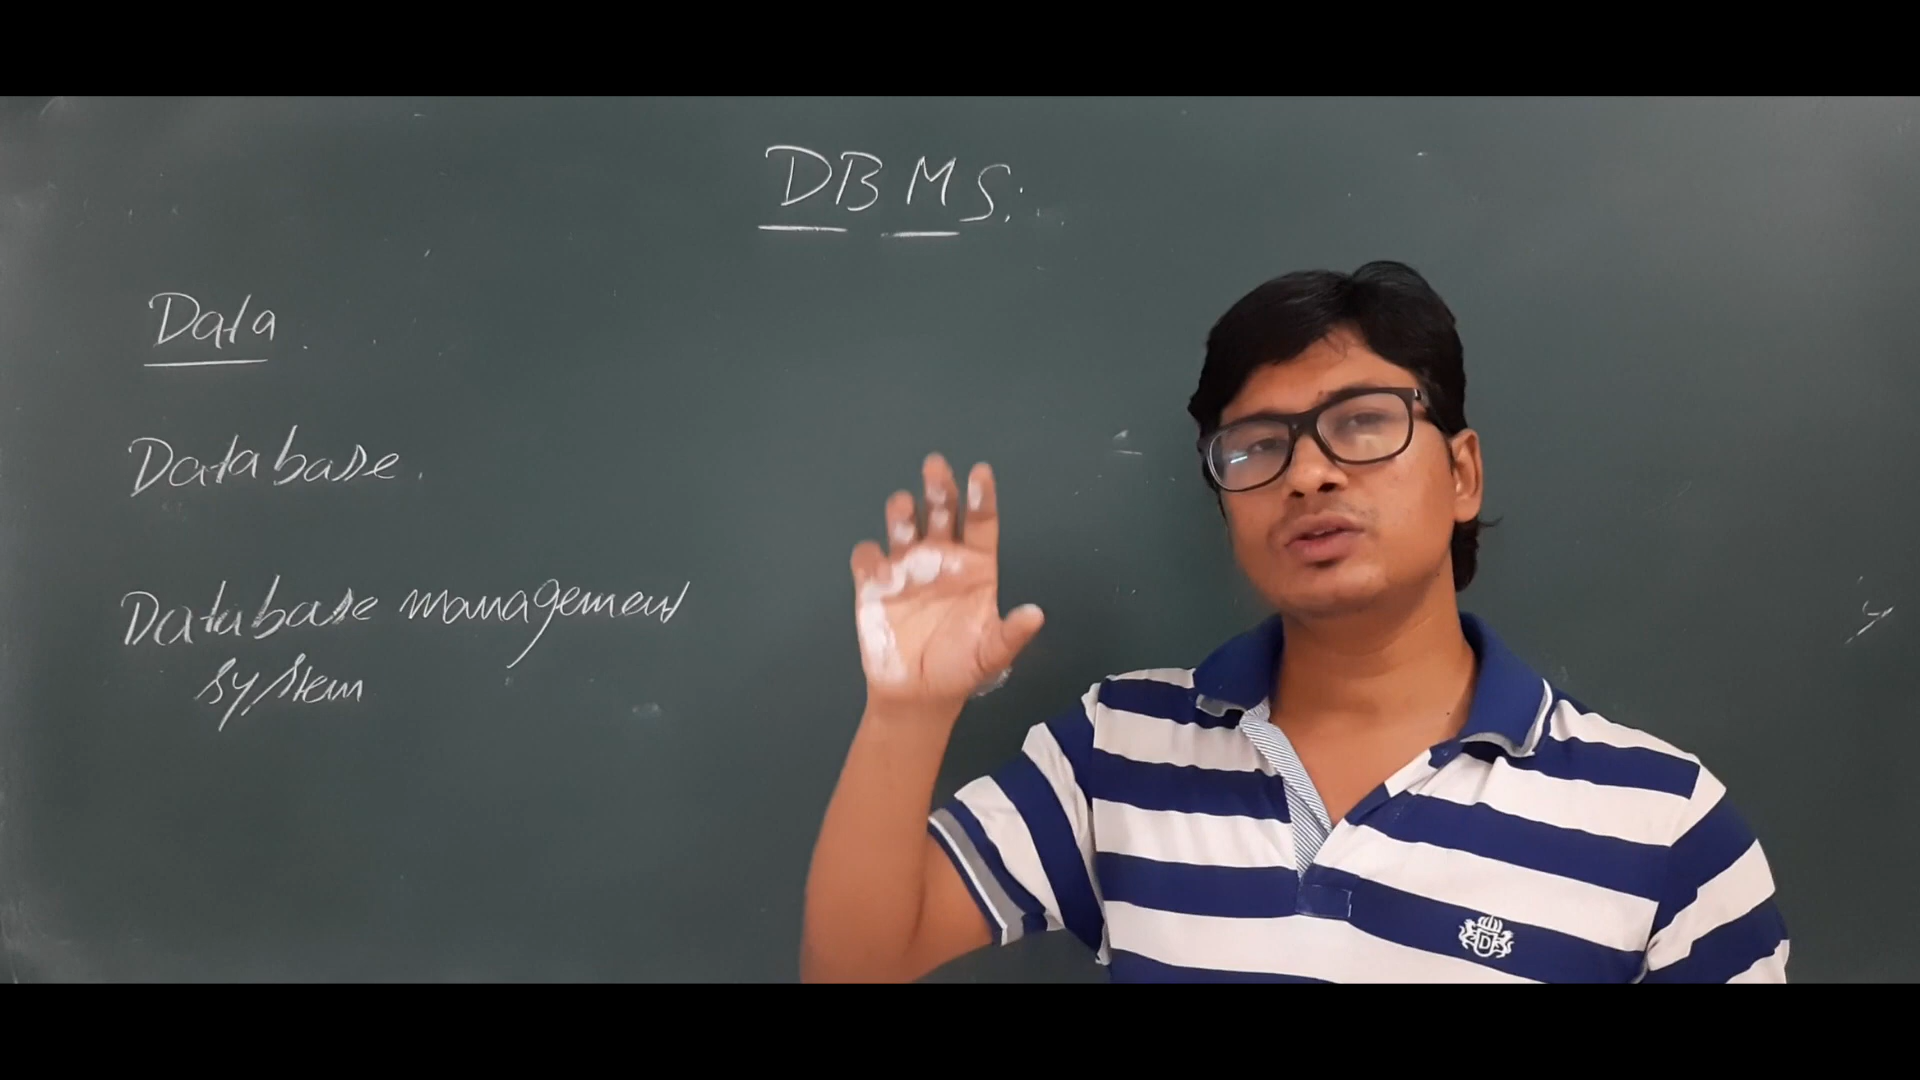 DBMS:
Data
Database
Database management
system
D